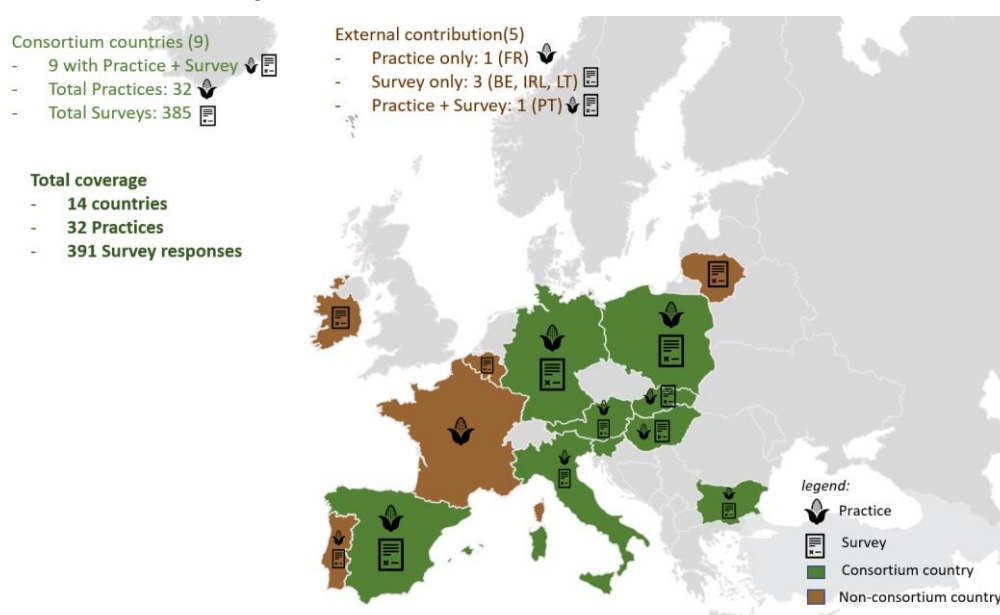 Consortium countries (9)
- 9 with Practice + Survey
- Total Practices: 32
- Total Surveys: 385
External contribution(5)
- Practice only: 1 (FR)
- Survey only: 3 (BE, IRL, LT)
- Practice + Survey: 1 (PT)
Total coverage
- 14 countries
- 32 Practices
- 391 Survey responses
legend:
Practice
Survey
Consortium country
Non-consortium country